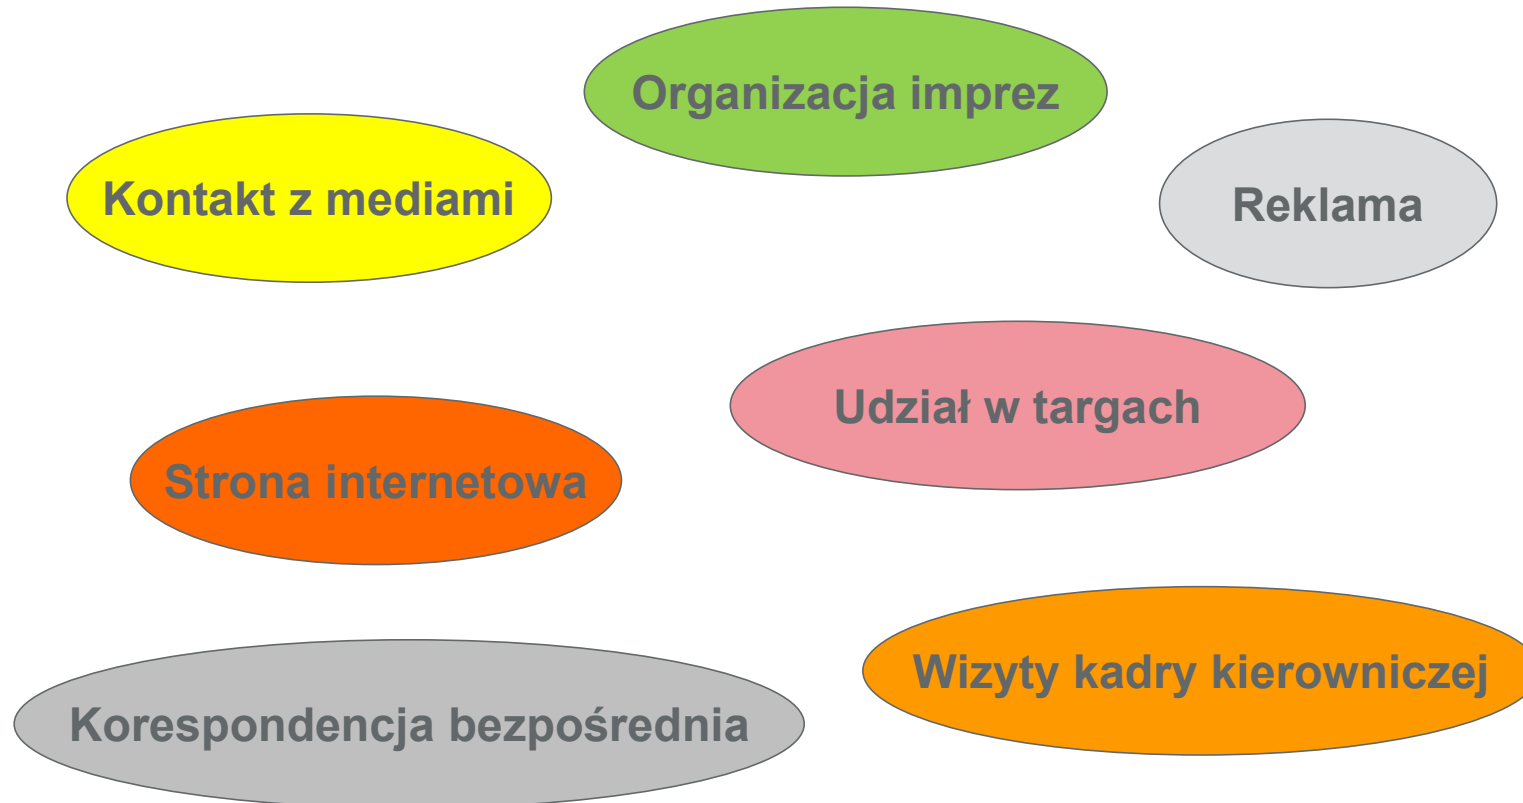 Organizacja imprez
Kontakt z mediami
Reklama
Udział w targach
Strona internetowa
Wizyty kadry kierowniczej
Korespondencja bezpośrednia